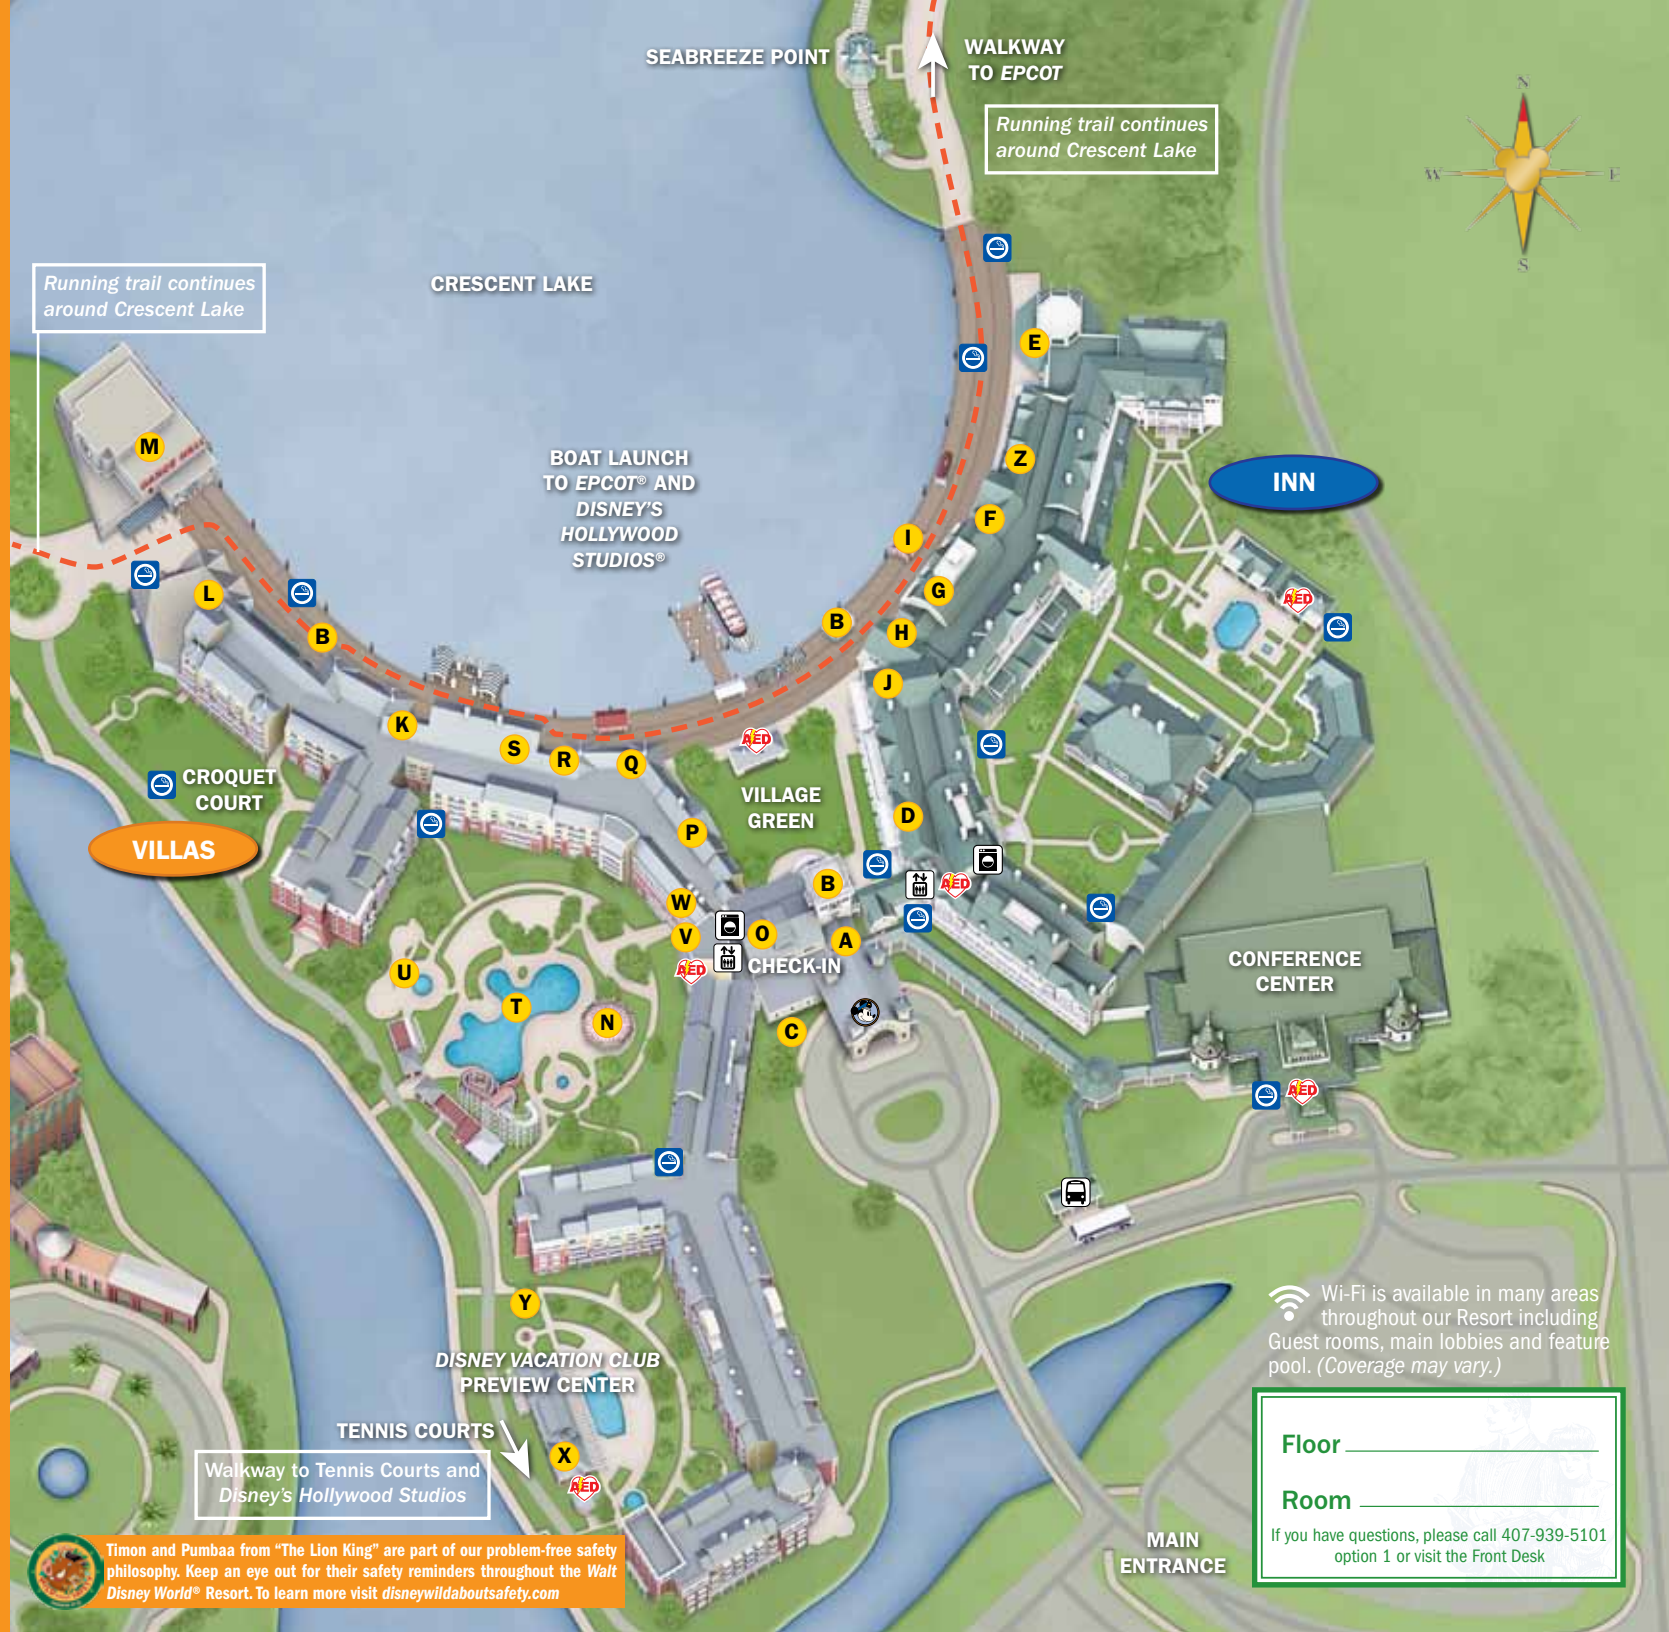 SEABREEZE POINT
WALKWAY
TO EPCOT
Running trail continues
around Crescent Lake
N
W
E
S
Running trail continues
around Crescent Lake
CRESCENT LAKE
E
M
BOAT LAUNCH
TO EPCOT® AND
DISNEY'S
HOLLYWOOD
STUDIOS®
Z
INN
F
I
L
G
AED
B
B
H
J
K
S
R
Q
AED
CROQUET
COURT
VILLAGE
GREEN
D
P
VILLAS
B
AED
W
V
O
A
CHECK-IN
AED
U
T
N
C
CONFERENCE
CENTER
AED
Y
Wi-Fi is available in many areas
throughout our Resort including
Guest rooms, main lobbies and feature
pool. (Coverage may vary.)
DISNEY VACATION CLUB
PREVIEW CENTER
TENNIS COURTS
Walkway to Tennis Courts and
Disney's Hollywood Studios
X
AED
Floor
Room
If you have questions, please call 407-939-5101
option 1 or visit the Front Desk
MAIN
ENTRANCE
Timon and Pumbaa from “The Lion King” are part of our problem-free safety
philosophy. Keep an eye out for their safety reminders throughout the Walt
Disney World® Resort. To learn more visit disneywildaboutsafety.com